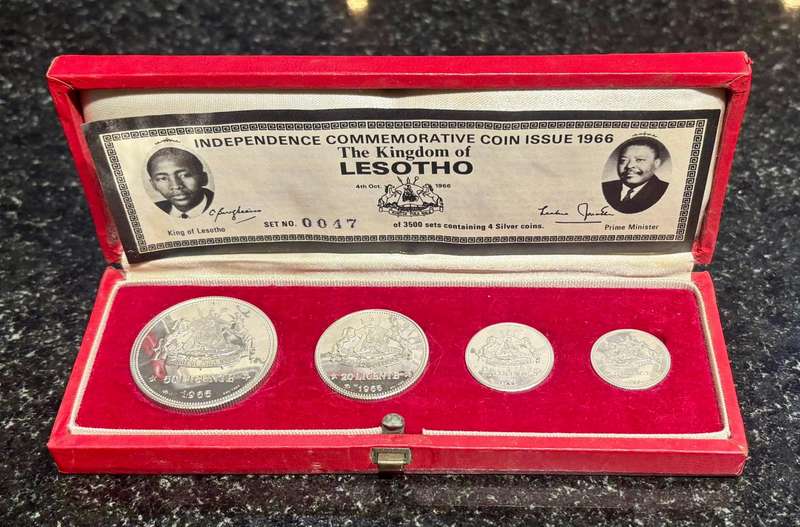 INDEPENDENCE COMMEMORATIVE COIN ISSUE 1966
The Kingdom of
LESOTHO
4th Oct. 1966
King of Lesotho
SET NO. 0047 of 3500 sets containing 4 Silver coins.
Prime Minister
50 LICENTE
1966
20 LICENTE
1966